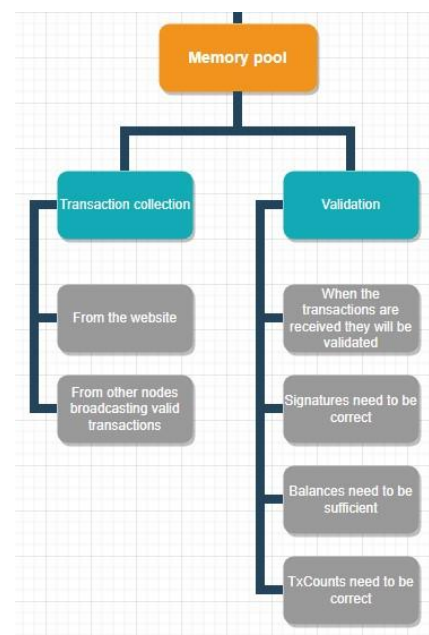 Memory pool
Transaction collection
From the website
From other nodes
broadcasting valid
transactions
Validation
When the
transactions are
received they will be
validated
Signatures need to be
correct
Balances need to be
sufficient
TxCounts need to be
correct